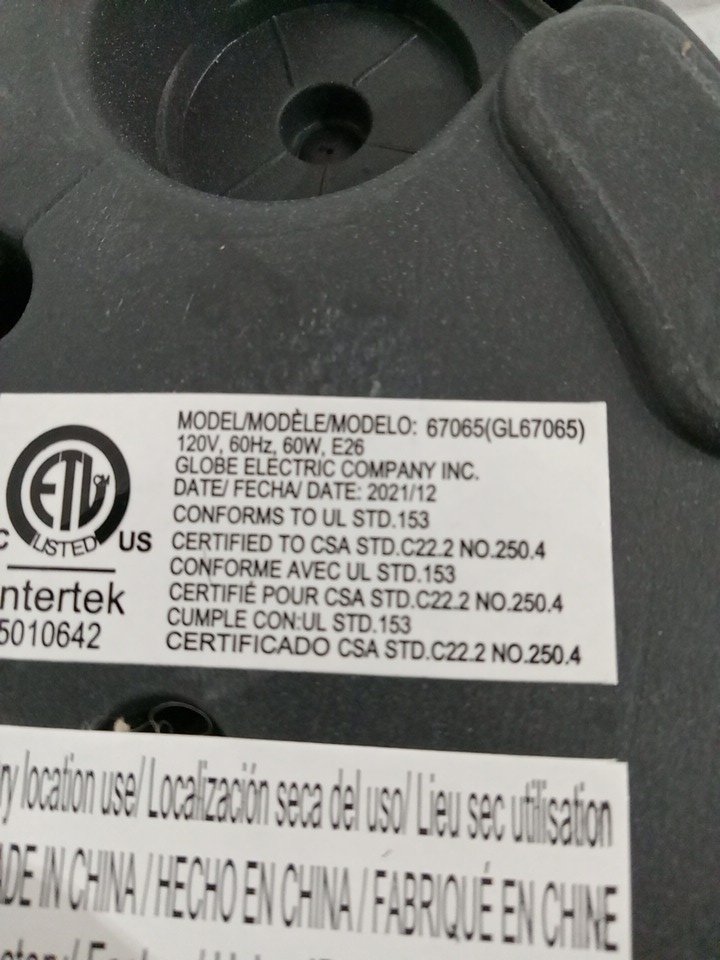 MODEL/MODÈLE/MODELO: 67065(GL67065)
120V, 60Hz, 60W, E26
GLOBE ELECTRIC COMPANY INC.
DATE/ FECHA/ DATE: 2021/12
CONFORMS TO UL STD.153
CERTIFIED TO CSA STD.C22.2 NO.250.4
CONFORME AVEC UL STD.153
CERTIFIÉ POUR CSA STD.C22.2 NO.250.4
CUMPLE CON:UL STD.153
CERTIFICADO CSA STD.C22.2 NO.250.4
ETL CM
LISTED
C US
ntertek
5010642
ry location use/ Localización seca del uso/ Lieu sec utilisation
ADE IN CHINA / HECHO EN CHINA / FABRIQUÉ EN CHINE